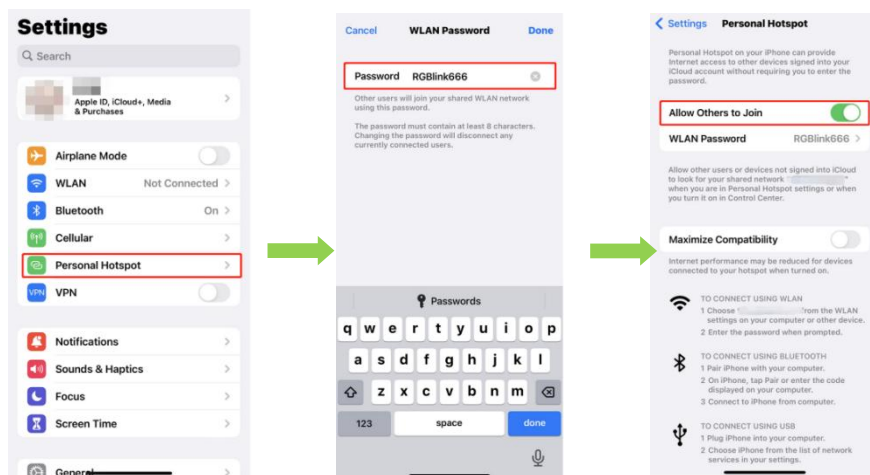 Settings
Search
Apple ID, iCloud+, Media
& Purchases
Airplane Mode
WLAN Not Connected
Bluetooth On
Cellular
Personal Hotspot
VPN VPN
Notifications
Sounds & Haptics
Focus
Screen Time
General
Cancel WLAN Password Done
Password RGBlink666
Other users will join your shared WLAN network
using this password.
The password must contain at least 8 characters.
Changing the password will disconnect any
currently connected users.
Passwords
q w e r t y u i o p
a s d f g h j k l
z x c v b n m
123 space done
Settings Personal Hotspot
Personal Hotspot on your iPhone can provide
Internet access to other devices signed into your
iCloud account without requiring you to enter the
password.
Allow Others to Join
WLAN Password RGBlink666
Allow other users or devices not signed into iCloud
to look for your shared network " "
when you are in Personal Hotspot settings or when
you turn it on in Control Center.
Maximize Compatibility
Internet performance may be reduced for devices
connected to your hotspot when turned on.
TO CONNECT USING WLAN
1 Choose from the WLAN
settings on your computer or other device.
2 Enter the password when prompted.
TO CONNECT USING BLUETOOTH
1 Pair iPhone with your computer.
2 On iPhone, tap Pair or enter the code
displayed on your computer.
3 Connect to iPhone from computer.
TO CONNECT USING USB
1 Plug iPhone into your computer.
2 Choose iPhone from the list of network
services in your settings.